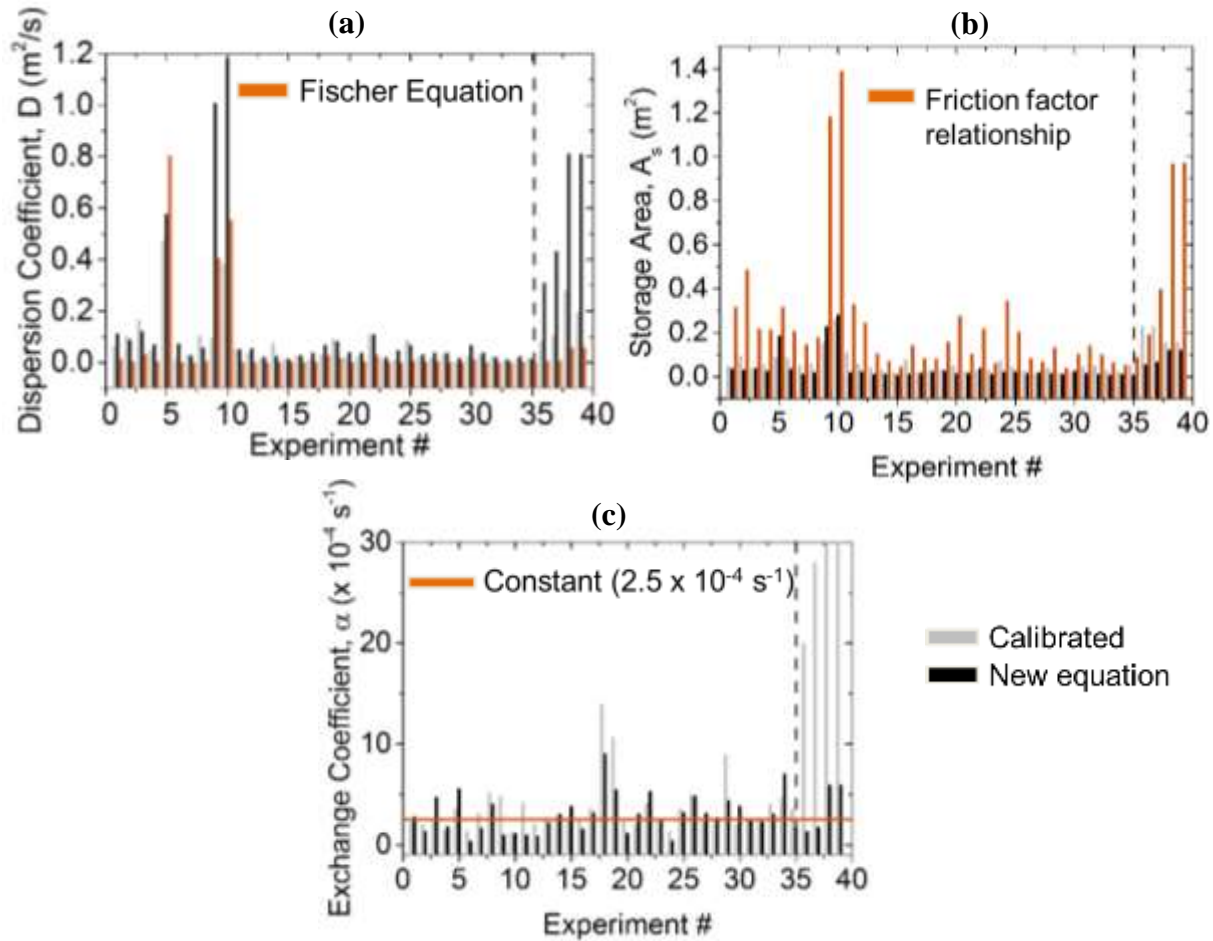 (a)
Dispersion Coefficient, D (m²/s)
1.2
1.0
0.8
0.6
0.4
0.2
0.0
Fischer Equation
0 5 10 15 20 25 30 35 40
Experiment #
(b)
Storage Area, Aₛ (m²)
1.4
1.2
1.0
0.8
0.6
0.4
0.2
0.0
Friction factor
relationship
0 5 10 15 20 25 30 35 40
Experiment #
(c)
Exchange Coefficient, α (x 10⁻⁴ s⁻¹)
30
20
10
0
Constant (2.5 x 10⁻⁴ s⁻¹)
0 5 10 15 20 25 30 35 40
Experiment #
Calibrated
New equation